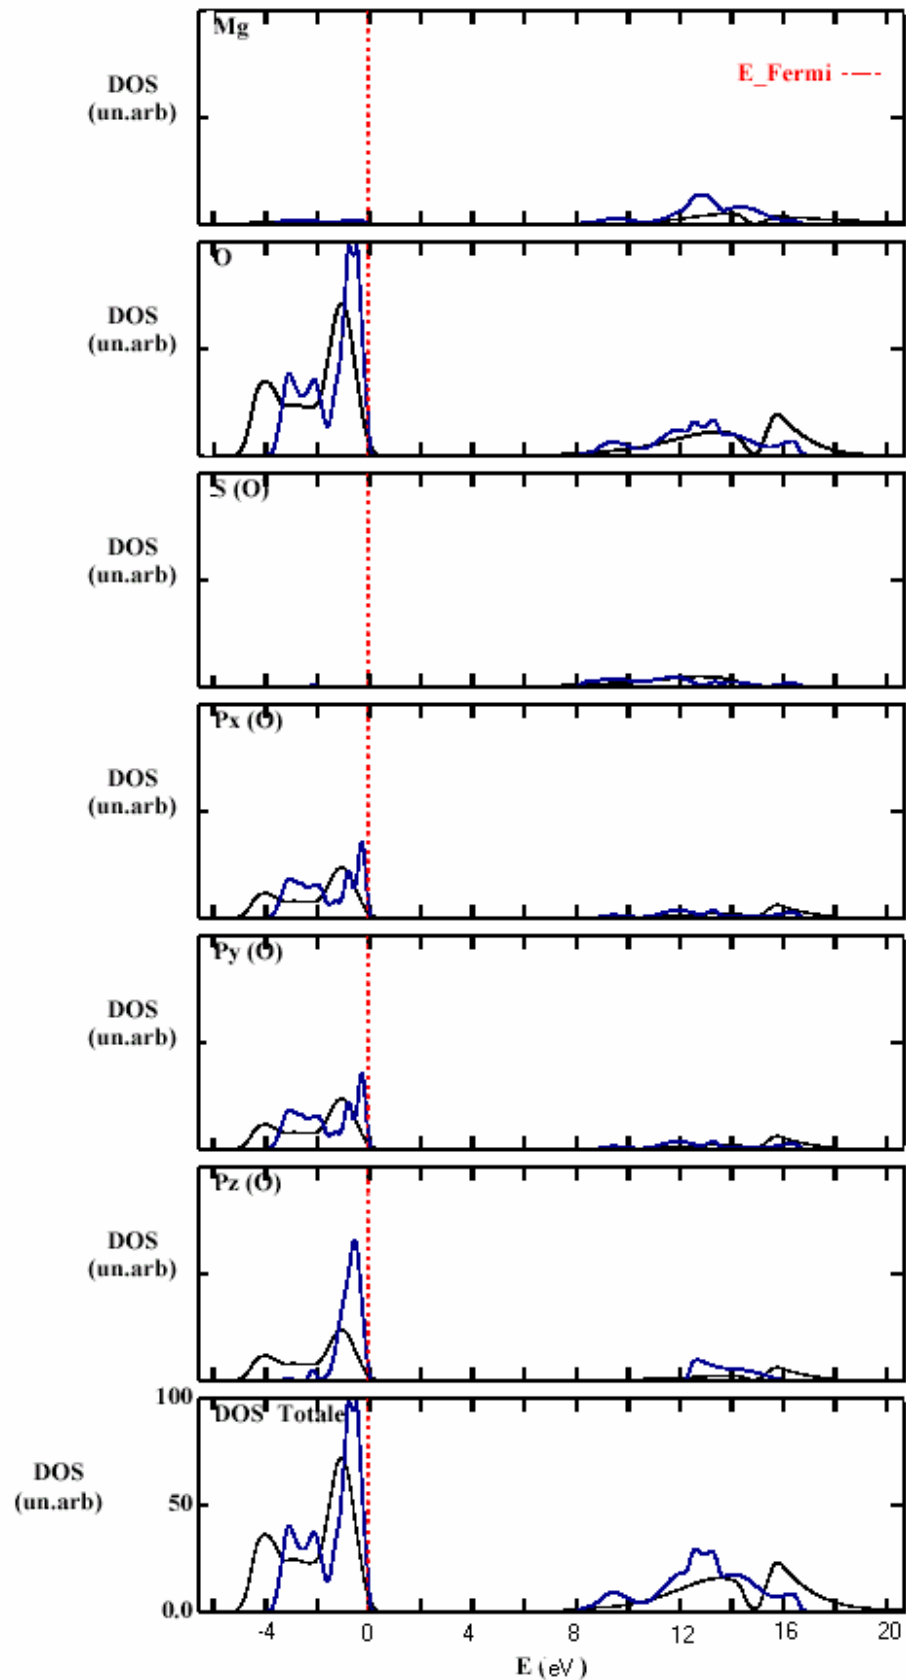 Mg
DOS
(un.arb)
E_Fermi
O
DOS
(un.arb)
S (O)
DOS
(un.arb)
Px (O)
DOS
(un.arb)
Py (O)
DOS
(un.arb)
Pz (O)
DOS
(un.arb)
100
DOS Totale
DOS
(un.arb)
50
0.0
-4 0 4 8 12 16 20
E (eV)